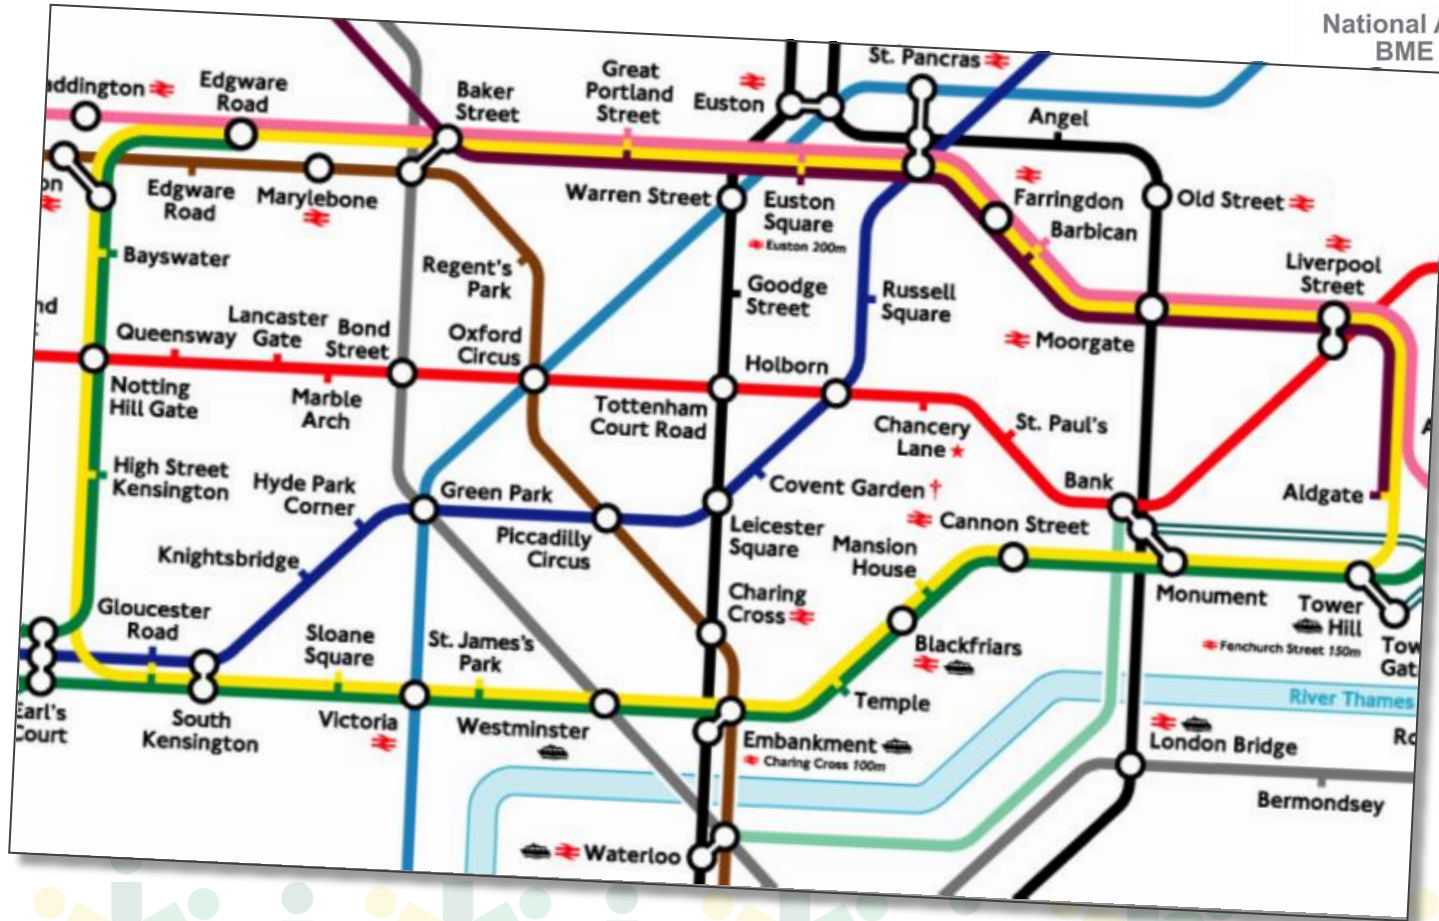 National
BME
St. Pancras
Edgware
Road
Great
Portland
Street
Baker
Street
Euston
Angel
Edgware
Road
Marylebone
Warren Street
Euston
Square
Euston 200m
Farringdon
Barbican
Old Street
Bayswater
Regent's
Park
Goodge
Street
Russell
Square
Liverpool
Street
Queensway
Lancaster
Gate
Bond
Street
Oxford
Circus
Holborn
Moorgate
Notting
Hill Gate
Marble
Arch
Tottenham
Court Road
Chancery
Lane
St. Paul's
High Street
Kensington
Hyde Park
Corner
Green Park
Covent Garden †
Bank
Aldgate
Knightsbridge
Piccadilly
Circus
Leicester
Square
Mansion
House
Cannon Street
Gloucester
Road
Sloane
Square
St. James's
Park
Charing
Cross
Blackfriars
Monument
Tower
Hill
Fenchurch Street 150m
Temple
River Thames
Earl's
Court
South
Kensington
Victoria
Westminster
Embankment
Charing Cross 100m
London Bridge
Bermondsey
Waterloo